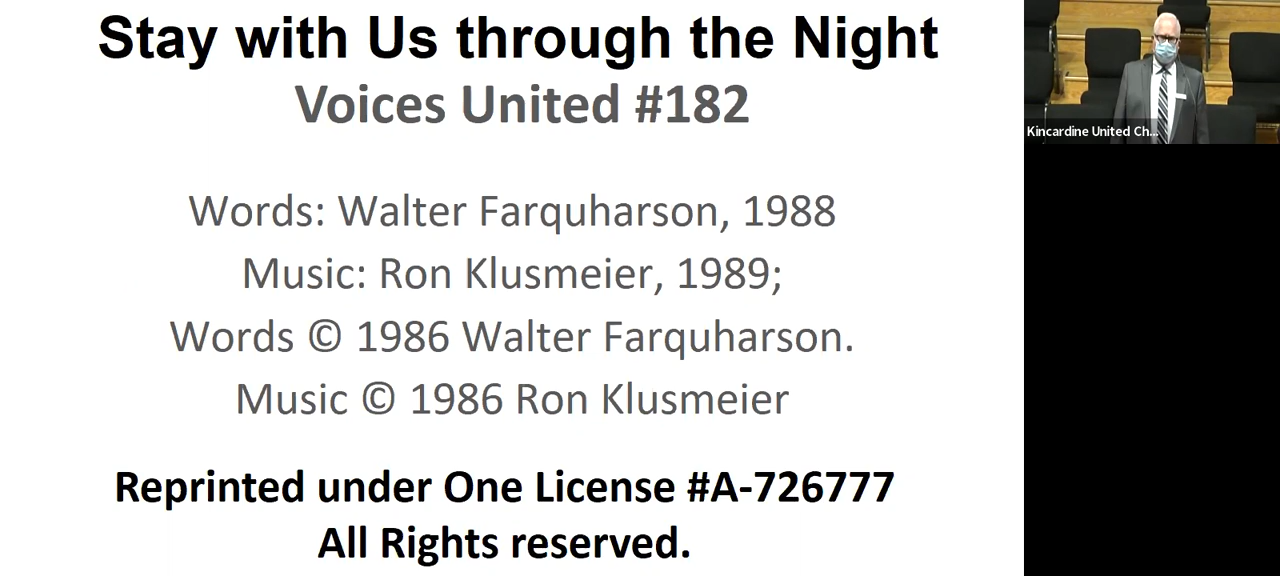 Stay with Us through the Night
Voices United #182
Words: Walter Farquharson, 1988
Music: Ron Klusmeier, 1989;
Words © 1986 Walter Farquharson.
Music © 1986 Ron Klusmeier
Reprinted under One License #A-726777
All Rights reserved.
Kincardine United Ch...